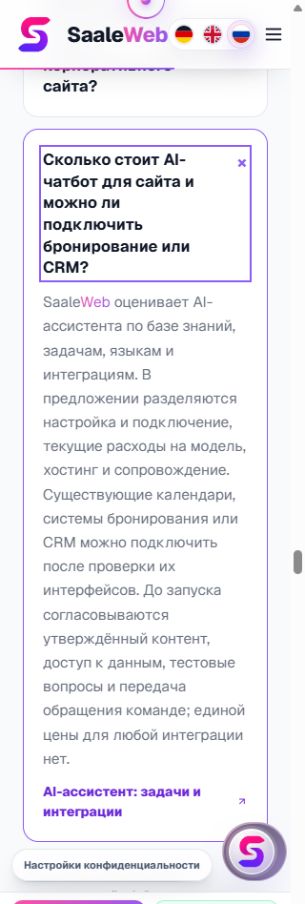 SaaleWeb
корпоративного
сайта?
Сколько стоит AI-
чатбот для сайта и
можно ли
подключить
бронирование или
CRM?
×
SaaleWeb оценивает AI-
ассистента по базе знаний,
задачам, языкам и
интеграциям. В
предложении разделяются
настройка и подключение,
текущие расходы на модель,
хостинг и сопровождение.
Существующие календари,
системы бронирования или
CRM можно подключить
после проверки их
интерфейсов. До запуска
согласовываются
утверждённый контент,
доступ к данным, тестовые
вопросы и передача
обращения команде; единой
цены для любой интеграции
нет.
AI-ассистент: задачи и
интеграции
Настройки конфиденциальности